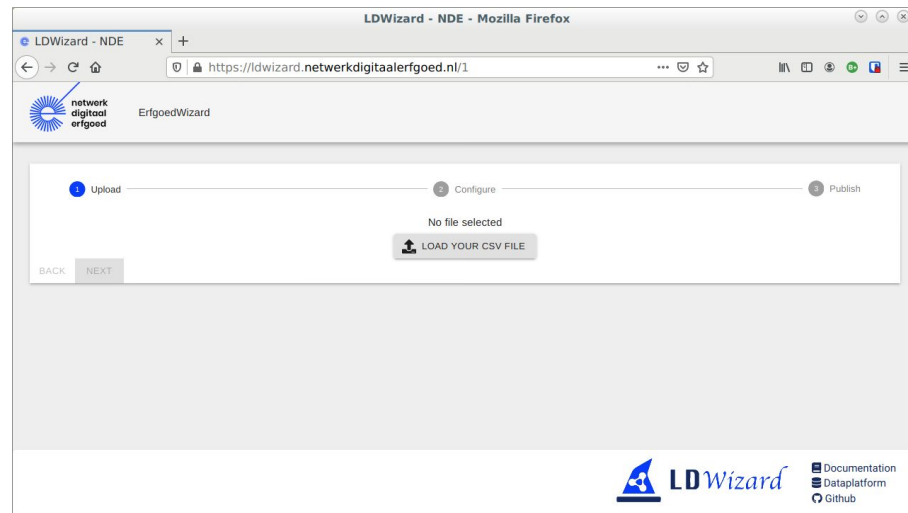 LDWizard - NDE - Mozilla Firefox
LDWizard - NDE × +
https://ldwizard.netwerkdigitaalerfgoed.nl/1
netwerk
digitaal
erfgoed
ErfgoedWizard
1 Upload
2 Configure
3 Publish
No file selected
LOAD YOUR CSV FILE
BACK NEXT
LDWizard
Documentation
Dataplatform
Github